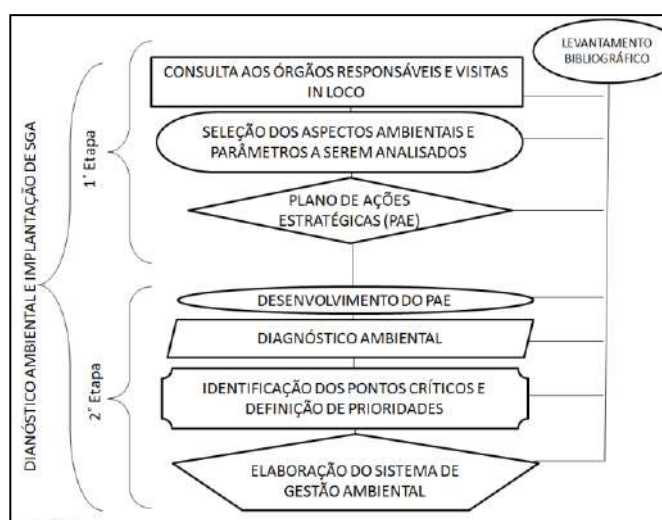 LEVANTAMENTO
BIBLIOGRÁFICO
CONSULTA AOS ÓRGÃOS RESPONSÁVEIS E VISITAS
IN LOCO
SELEÇÃO DOS ASPECTOS AMBIENTAIS E
PARÂMETROS A SEREM ANALISADOS
PLANO DE AÇÕES
ESTRATÉGICAS (PAE)
1° Etapa
DIANÓSTICO AMBIENTAL E IMPLANTAÇÃO DE SGA
DESENVOLVIMENTO DO PAE
DIAGNÓSTICO AMBIENTAL
IDENTIFICAÇÃO DOS PONTOS CRÍTICOS E
DEFINIÇÃO DE PRIORIDADES
2° Etapa
ELABORAÇÃO DO SISTEMA DE
GESTÃO AMBIENTAL